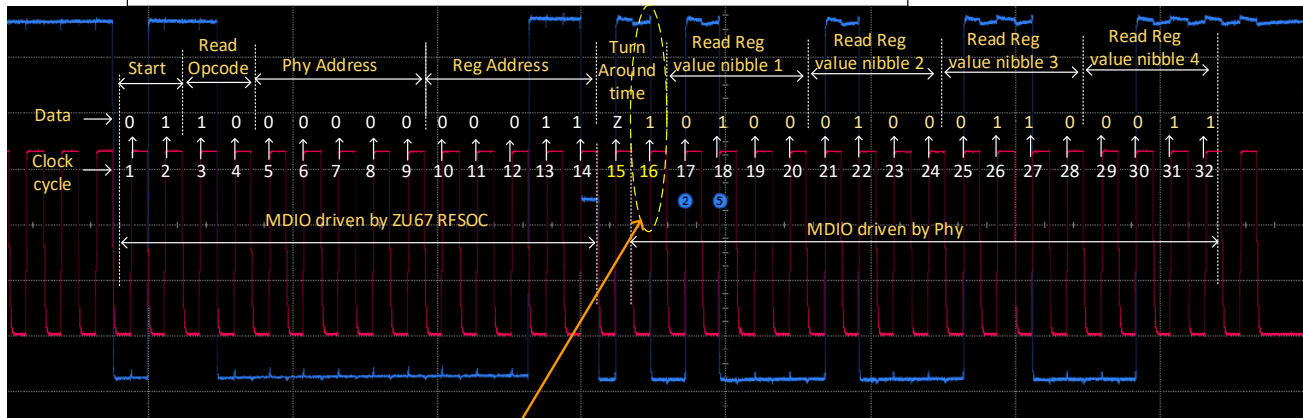 Start
Read
Opcode
Phy Address
Reg Address
Turn
Around
time
Read Reg
value nibble 1
Read Reg
value nibble 2
Read Reg
value nibble 3
Read Reg
value nibble 4
Data 0 1 1 0 0 0 0 0 0 0 0 0 1 1 Z 1 0 1 0 0 0 1 0 0 0 1 1 0 0 0 1 1
Clock
cycle
1 2 3 4 5 6 7 8 9 10 11 12 13 14 15 16 17 18 19 20 21 22 23 24 25 26 27 28 29 30 31 32
2 5
MDIO driven by ZU67 RFSOC
MDIO driven by Phy